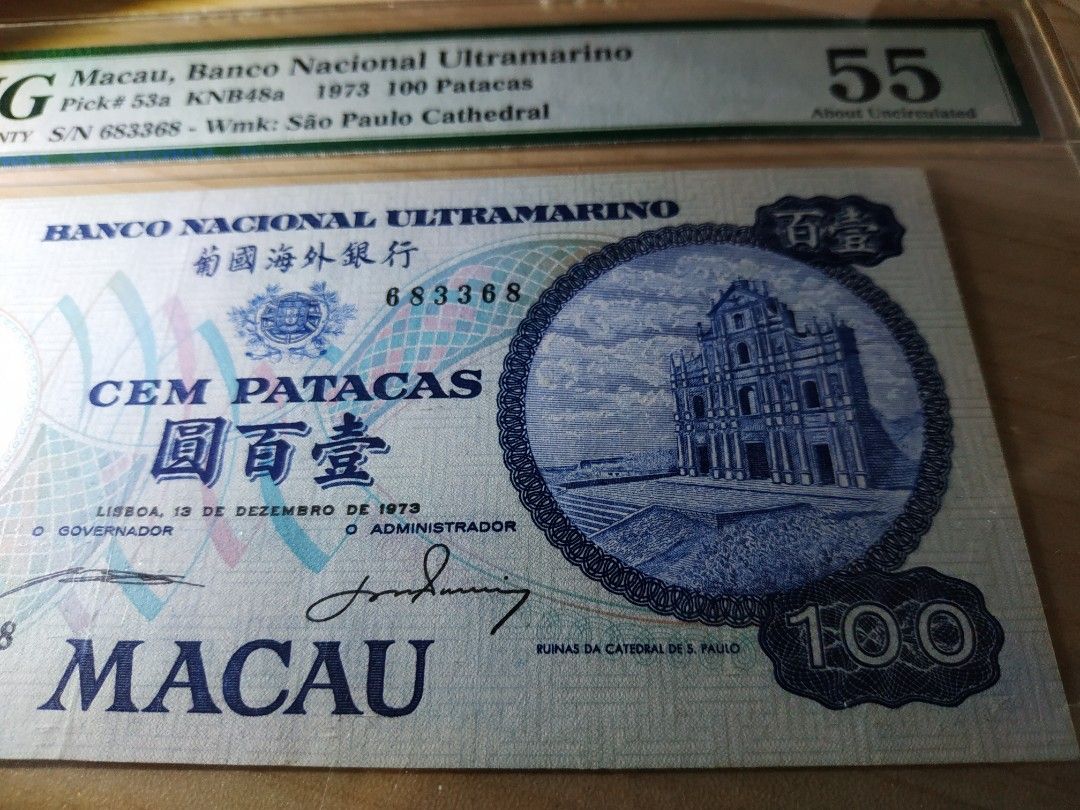 Macau, Banco Nacional Ultramarino
Pick# 53a KNB48a 1973 100 Patacas
S/N 683368 - Wmk: São Paulo Cathedral
55
About Uncirculated
BANCO NACIONAL ULTRAMARINO
葡國海外銀行
百壹
683368
CEM PATACAS
圓百壹
LISBOA, 13 DE DEZEMBRO DE 1973
O GOVERNADOR O ADMINISTRADOR
8
MACAU
RUINAS DA CATEDRAL DE S. PAULO
100